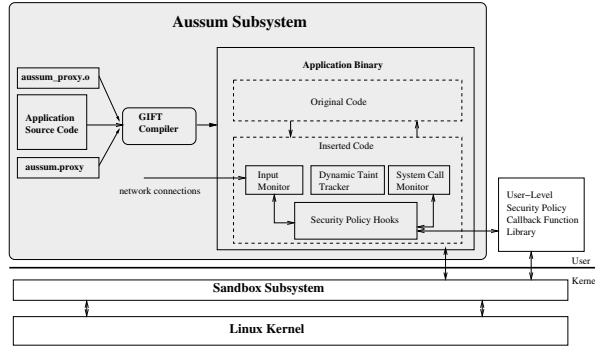 Aussum Subsystem
aussum_proxy.o
Application
Source Code
aussum.proxy
GIFT
Compiler
Application Binary
Original Code
Inserted Code
network connections
Input
Monitor
Dynamic Taint
Tracker
System Call
Monitor
Security Policy Hooks
User−Level
Security Policy
Callback Function
Library
User
Kernel
Sandbox Subsystem
Linux Kernel